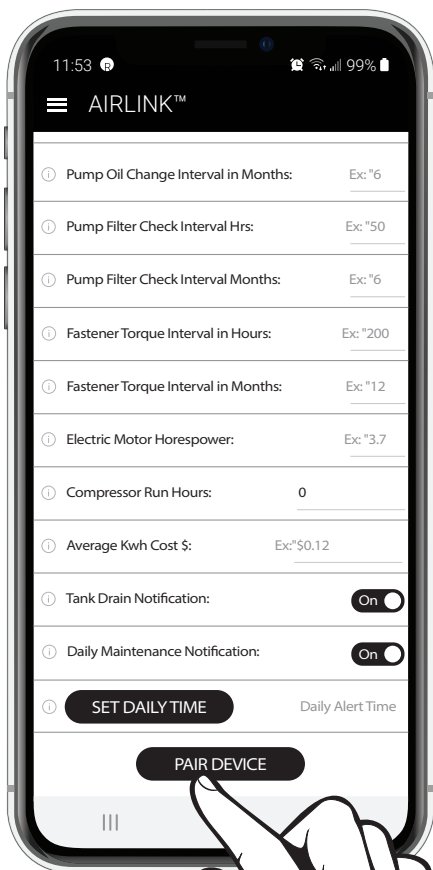 11:53 R 99%
AIRLINK™
Pump Oil Change Interval in Months: Ex: "6
Pump Filter Check Interval Hrs: Ex: "50
Pump Filter Check Interval Months: Ex: "6
Fastener Torque Interval in Hours: Ex: "200
Fastener Torque Interval in Months: Ex: "12
Electric Motor Horespower: Ex: "3.7
Compressor Run Hours: 0
Average Kwh Cost $: Ex:"$0.12
Tank Drain Notification: On
Daily Maintenance Notification: On
SET DAILY TIME Daily Alert Time
PAIR DEVICE